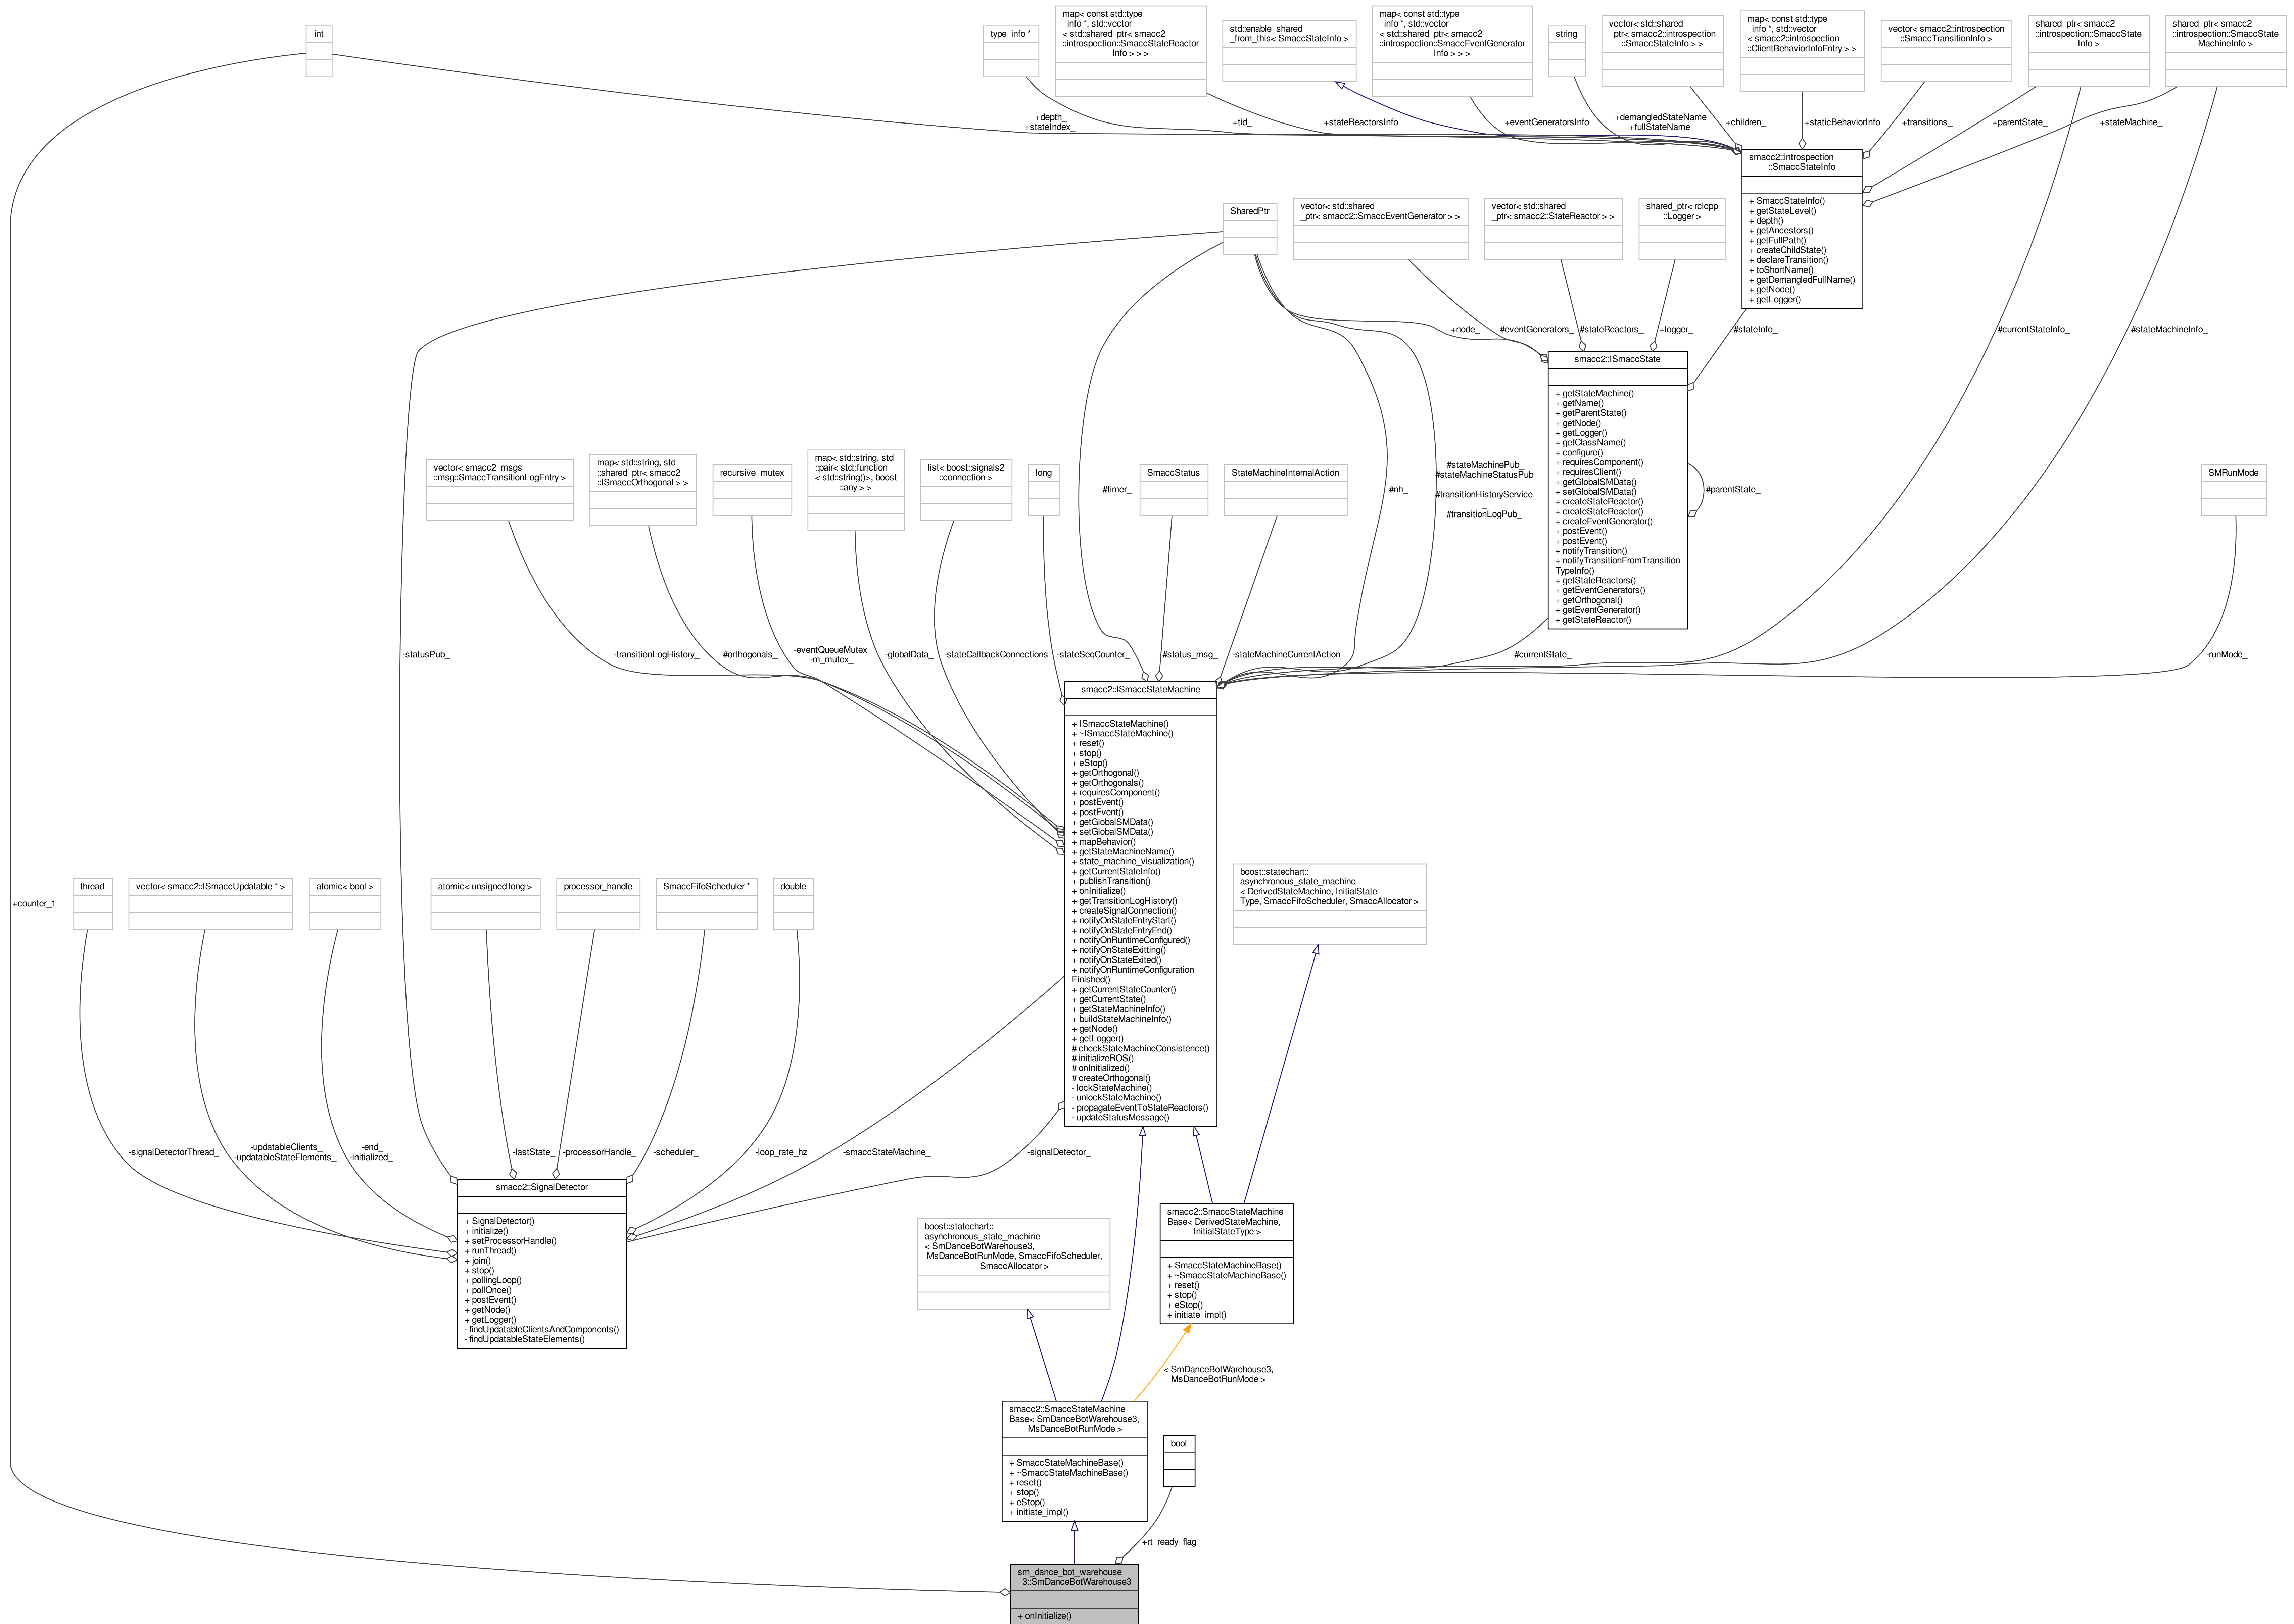 int
type_info *
map< const std::type
_info *, std::vector
< std::shared_ptr< smacc2
::introspection::SmaccStateReactor
Info > > >
std::enable_shared
_from_this< SmaccStateInfo >
map< const std::type
_info *, std::vector
< std::shared_ptr< smacc2
::introspection::SmaccEventGenerator
Info > > >
string
vector< std::shared
_ptr< smacc2::introspection
::SmaccStateInfo > >
map< const std::type
_info *, std::vector
< smacc2::introspection
::ClientBehaviorInfoEntry > >
vector< smacc2::introspection
::SmaccTransitionInfo >
shared_ptr< smacc2
::introspection::SmaccState
Info >
shared_ptr< smacc2
::introspection::SmaccState
MachineInfo >
+depth_
+stateIndex_
+tid_
+stateReactorsInfo
+eventGeneratorsInfo
+demangledStateName
+fullStateName
+children_
+staticBehaviorInfo
+transitions_
+parentState_
+stateMachine_
smacc2::introspection
::SmaccStateInfo
+ SmaccStateInfo()
+ getStateLevel()
+ depth()
+ getAncestors()
+ getFullPath()
+ createChildState()
+ declareTransition()
+ toShortName()
+ getDemangledFullName()
+ getNode()
+ getLogger()
SharedPtr
vector< std::shared
_ptr< smacc2::SmaccEventGenerator > >
vector< std::shared
_ptr< smacc2::StateReactor > >
shared_ptr< rclcpp
::Logger >
+node_
#eventGenerators_
#stateReactors_
+logger_
#stateInfo_
#currentStateInfo_
#stateMachineInfo_
smacc2::ISmaccState
+ getStateMachine()
+ getName()
+ getParentState()
+ getNode()
+ getLogger()
+ getClassName()
+ configure()
+ requiresComponent()
+ requiresClient()
+ getGlobalSMData()
+ setGlobalSMData()
+ createStateReactor()
+ createStateReactor()
+ createEventGenerator()
+ postEvent()
+ postEvent()
+ notifyTransition()
+ notifyTransitionFromTransition
TypeInfo()
+ getStateReactors()
+ getEventGenerators()
+ getOrthogonal()
+ getEventGenerator()
+ getStateReactor()
#parentState_
vector< smacc2_msgs
::msg::SmaccTransitionLogEntry >
map< std::string, std
::shared_ptr< smacc2
::ISmaccOrthogonal > >
recursive_mutex
map< std::string, std
::pair< std::function
< std::string()>, boost
::any > >
list< boost::signals2
::connection >
long
SmaccStatus
StateMachineInternalAction
SMRunMode
#timer_
#nh_
#stateMachinePub_
#stateMachineStatusPub
_
#transitionHistoryService
_
#transitionLogPub_
-statusPub_
-transitionLogHistory_
#orthogonals_
-eventQueueMutex_
-m_mutex_
-globalData_
-stateCallbackConnections
-stateSeqCounter_
#status_msg_
-stateMachineCurrentAction
#currentState_
-runMode_
smacc2::ISmaccStateMachine
+ ISmaccStateMachine()
+ ~ISmaccStateMachine()
+ reset()
+ stop()
+ eStop()
+ getOrthogonal()
+ getOrthogonals()
+ requiresComponent()
+ postEvent()
+ postEvent()
+ getGlobalSMData()
+ setGlobalSMData()
+ mapBehavior()
+ getStateMachineName()
+ state_machine_visualization()
+ getCurrentStateInfo()
+ publishTransition()
+ onInitialize()
+ getTransitionLogHistory()
+ createSignalConnection()
+ notifyOnStateEntryStart()
+ notifyOnStateEntryEnd()
+ notifyOnRuntimeConfigured()
+ notifyOnStateExitting()
+ notifyOnStateExited()
+ notifyOnRuntimeConfiguration
Finished()
+ getCurrentStateCounter()
+ getCurrentState()
+ getStateMachineInfo()
+ buildStateMachineInfo()
+ getNode()
+ getLogger()
# checkStateMachineConsistence()
# initializeROS()
# onInitialized()
# createOrthogonal()
- lockStateMachine()
- unlockStateMachine()
- propagateEventToStateReactors()
- updateStatusMessage()
+counter_1
thread
vector< smacc2::ISmaccUpdatable * >
atomic< bool >
atomic< unsigned long >
processor_handle
SmaccFifoScheduler *
double
boost::statechart::
asynchronous_state_machine
< DerivedStateMachine, InitialState
Type, SmaccFifoScheduler, SmaccAllocator >
-signalDetectorThread_
-updatableClients_
-updatableStateElements_
-end_
-initialized_
-lastState_
-processorHandle_
-scheduler_
-loop_rate_hz
-smaccStateMachine_
-signalDetector_
smacc2::SignalDetector
+ SignalDetector()
+ initialize()
+ setProcessorHandle()
+ runThread()
+ join()
+ stop()
+ pollingLoop()
+ pollOnce()
+ postEvent()
+ getNode()
+ getLogger()
- findUpdatableClientsAndComponents()
- findUpdatableStateElements()
boost::statechart::
asynchronous_state_machine
< SmDanceBotWarehouse3,
MsDanceBotRunMode, SmaccFifoScheduler,
SmaccAllocator >
smacc2::SmaccStateMachine
Base< DerivedStateMachine,
InitialStateType >
+ SmaccStateMachineBase()
+ ~SmaccStateMachineBase()
+ reset()
+ stop()
+ eStop()
+ initiate_impl()
< SmDanceBotWarehouse3,
MsDanceBotRunMode >
smacc2::SmaccStateMachine
Base< SmDanceBotWarehouse3,
MsDanceBotRunMode >
+ SmaccStateMachineBase()
+ ~SmaccStateMachineBase()
+ reset()
+ stop()
+ eStop()
+ initiate_impl()
bool
+rt_ready_flag
sm_dance_bot_warehouse
_3::SmDanceBotWarehouse3
+ onInitialize()